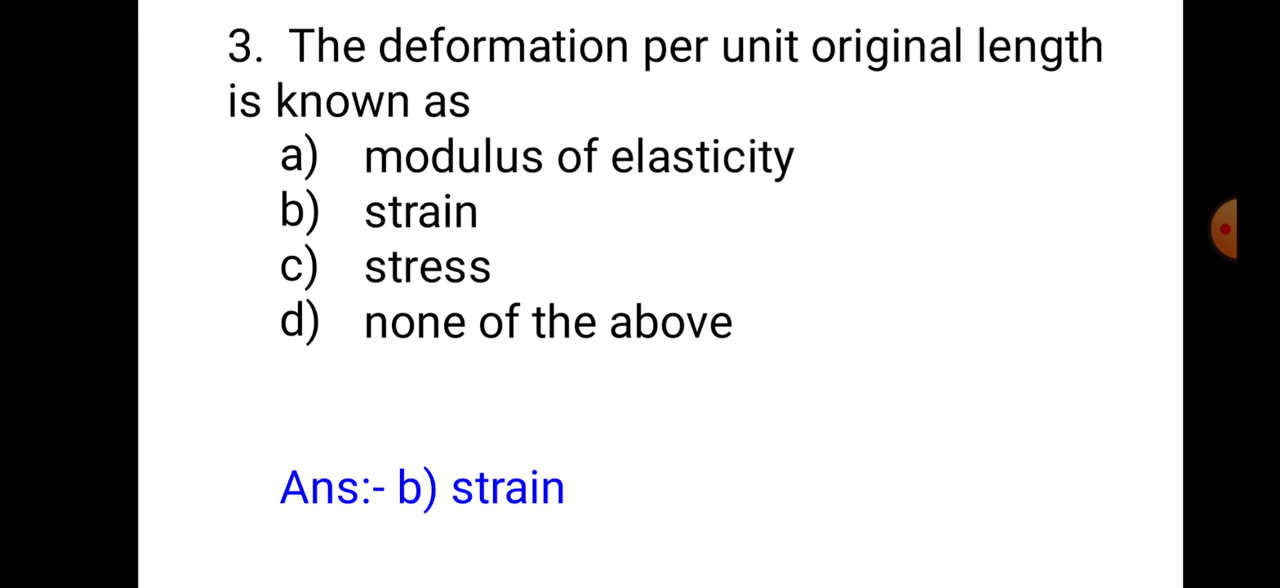 3. The deformation per unit original length
is known as
a) modulus of elasticity
b) strain
c) stress
d) none of the above
Ans:- b) strain